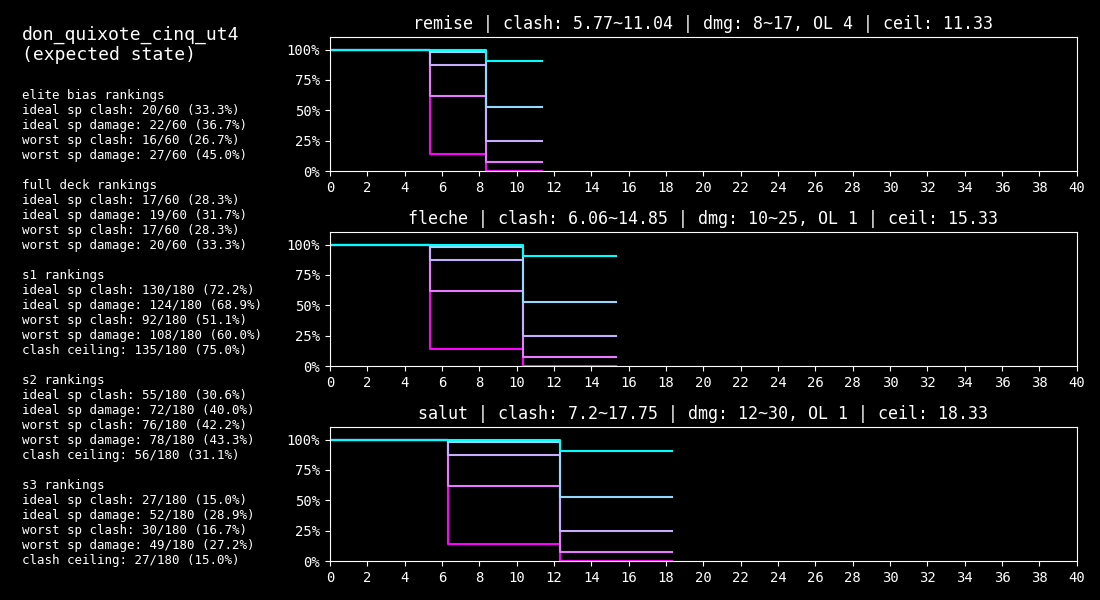 don_quixote_cinq_ut4
(expected state)
elite bias rankings
ideal sp clash: 20/60 (33.3%)
ideal sp damage: 22/60 (36.7%)
worst sp clash: 16/60 (26.7%)
worst sp damage: 27/60 (45.0%)
full deck rankings
ideal sp clash: 17/60 (28.3%)
ideal sp damage: 19/60 (31.7%)
worst sp clash: 17/60 (28.3%)
worst sp damage: 20/60 (33.3%)
s1 rankings
ideal sp clash: 130/180 (72.2%)
ideal sp damage: 124/180 (68.9%)
worst sp clash: 92/180 (51.1%)
worst sp damage: 108/180 (60.0%)
clash ceiling: 135/180 (75.0%)
s2 rankings
ideal sp clash: 55/180 (30.6%)
ideal sp damage: 72/180 (40.0%)
worst sp clash: 76/180 (42.2%)
worst sp damage: 78/180 (43.3%)
clash ceiling: 56/180 (31.1%)
s3 rankings
ideal sp clash: 27/180 (15.0%)
ideal sp damage: 52/180 (28.9%)
worst sp clash: 30/180 (16.7%)
worst sp damage: 49/180 (27.2%)
clash ceiling: 27/180 (15.0%)
remise | clash: 5.77~11.04 | dmg: 8~17, OL 4 | ceil: 11.33
100%
75%
50%
25%
0%
0 2 4 6 8 10 12 14 16 18 20 22 24 26 28 30 32 34 36 38 40
fleche | clash: 6.06~14.85 | dmg: 10~25, OL 1 | ceil: 15.33
100%
75%
50%
25%
0%
0 2 4 6 8 10 12 14 16 18 20 22 24 26 28 30 32 34 36 38 40
salut | clash: 7.2~17.75 | dmg: 12~30, OL 1 | ceil: 18.33
100%
75%
50%
25%
0%
0 2 4 6 8 10 12 14 16 18 20 22 24 26 28 30 32 34 36 38 40